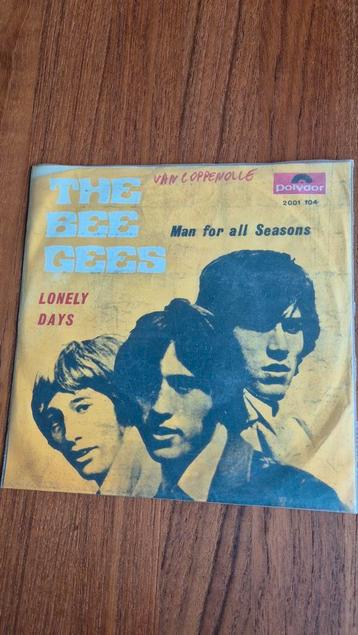 THE
BEE
GEES
VAN COPPENOLLE
polydor
2001 104
Man for all Seasons
LONELY
DAYS